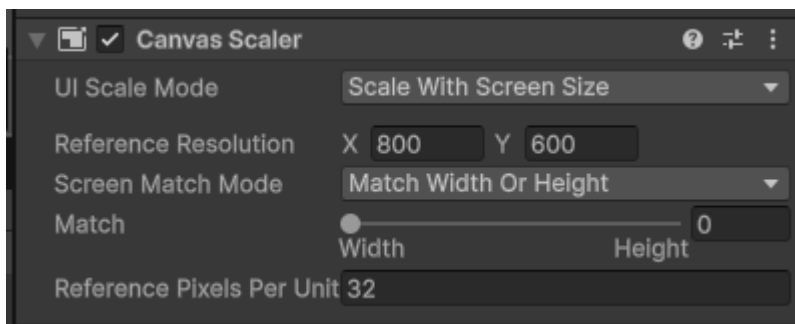 Canvas Scaler
UI Scale Mode Scale With Screen Size
Reference Resolution X 800 Y 600
Screen Match Mode Match Width Or Height
Match 0
Width Height
Reference Pixels Per Unit 32